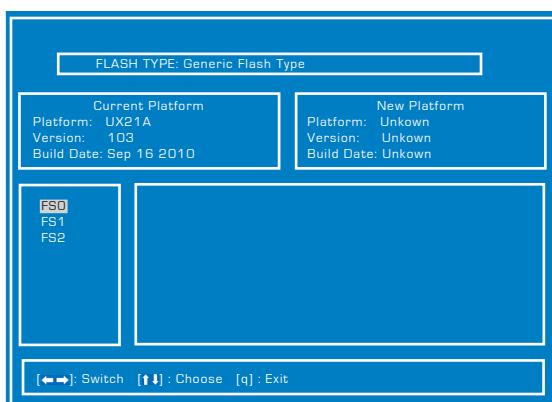 FLASH TYPE: Generic Flash Type
Current Platform
Platform: UX21A
Version: 103
Build Date: Sep 16 2010
New Platform
Platform: Unkown
Version: Unkown
Build Date: Unkown
FS0
FS1
FS2
[←→]: Switch [↑↓] : Choose [q] : Exit